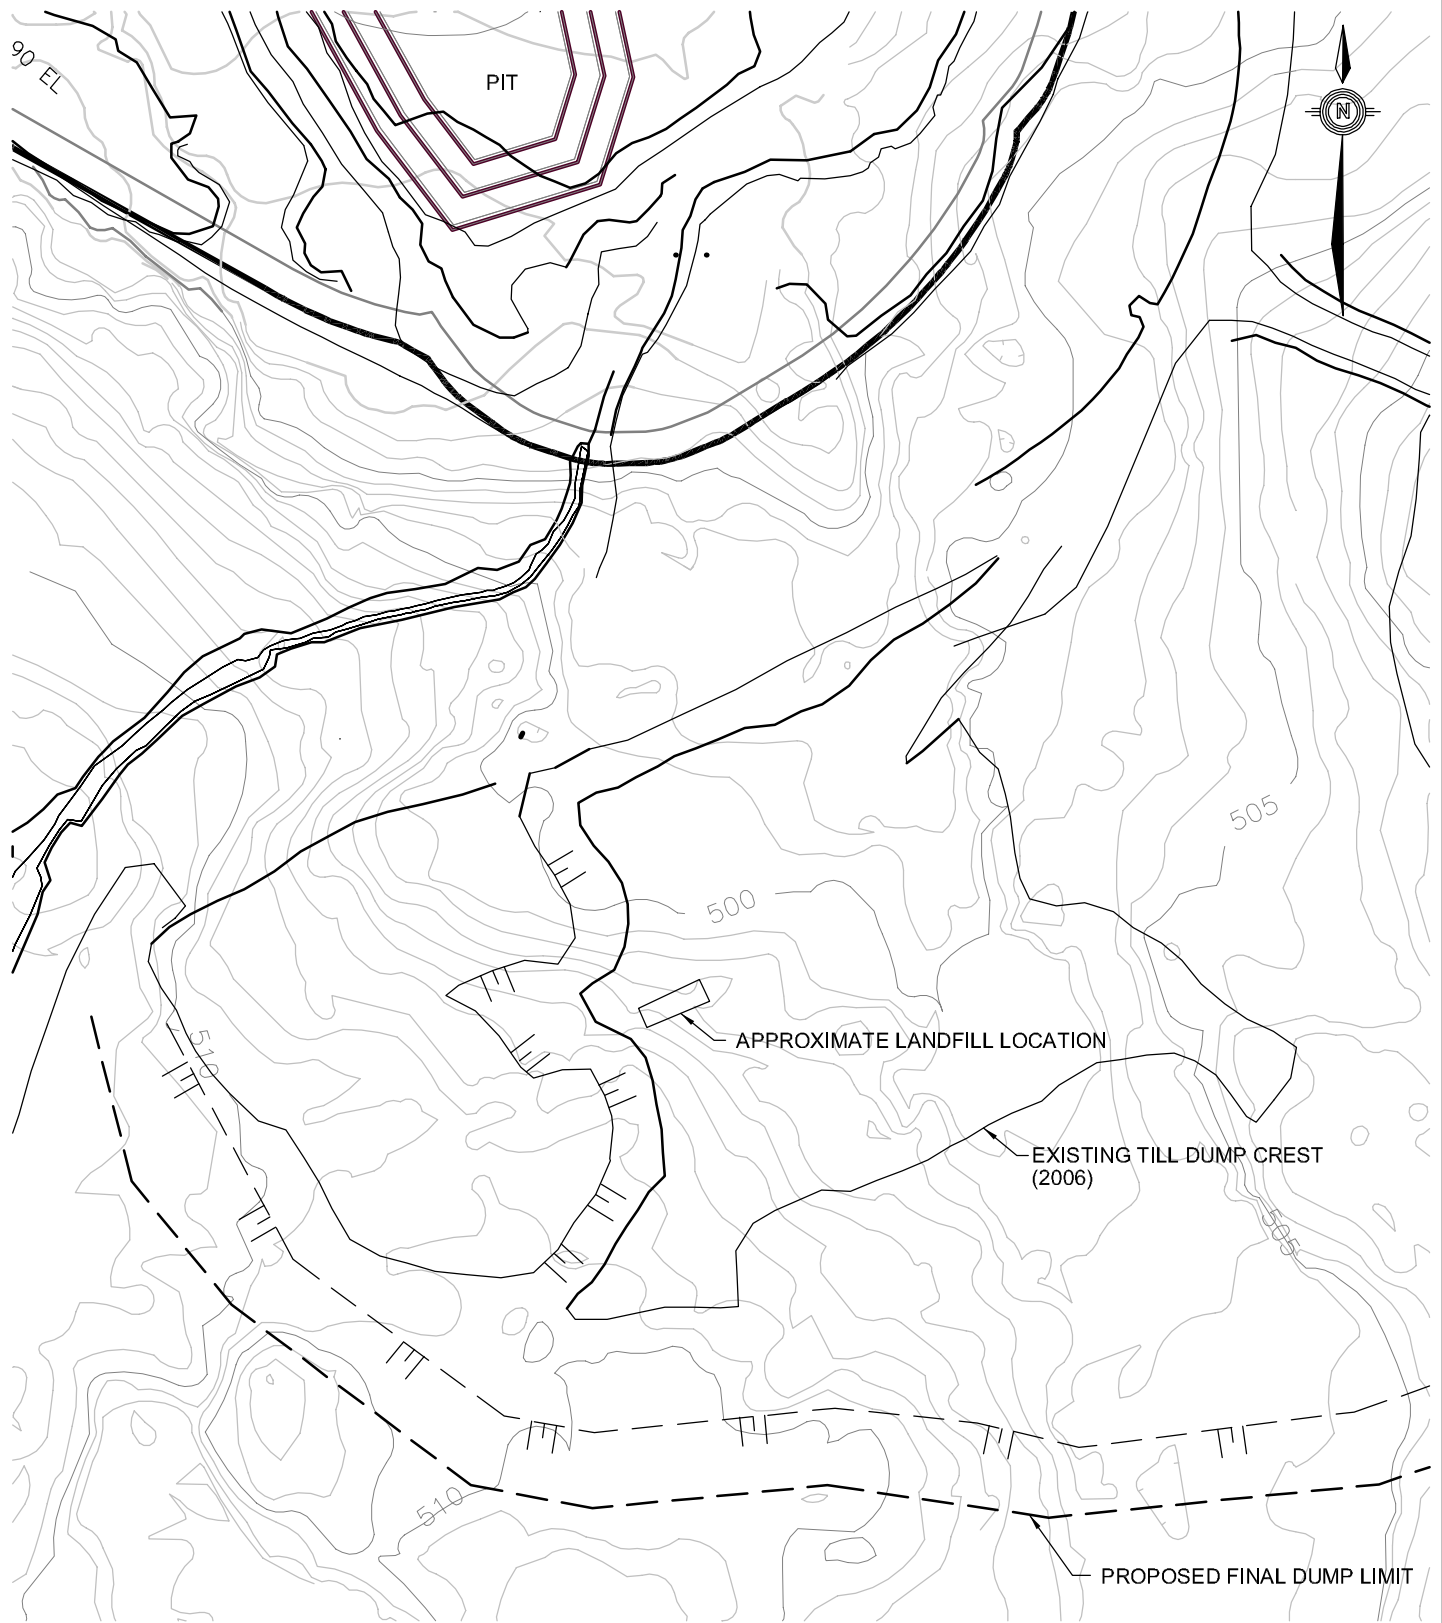 90 EL
PIT
N
505
500
510
APPROXIMATE LANDFILL LOCATION
EXISTING TILL DUMP CREST
(2006)
505
510
PROPOSED FINAL DUMP LIMIT